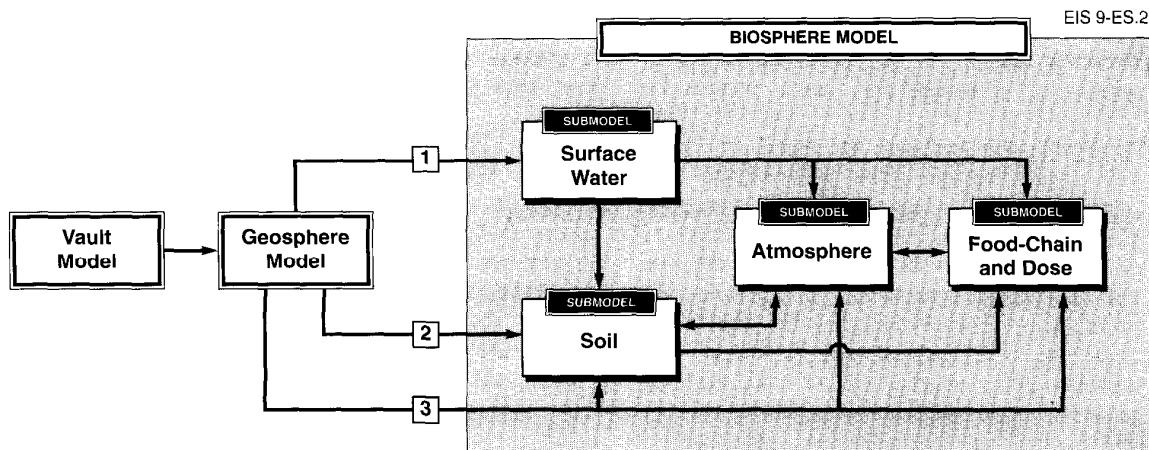 EIS 9-ES.2
BIOSPHERE MODEL
SUBMODEL
Surface
Water
1
Vault
Model
Geosphere
Model
SUBMODEL
Atmosphere
SUBMODEL
Food-Chain
and Dose
SUBMODEL
Soil
2
3